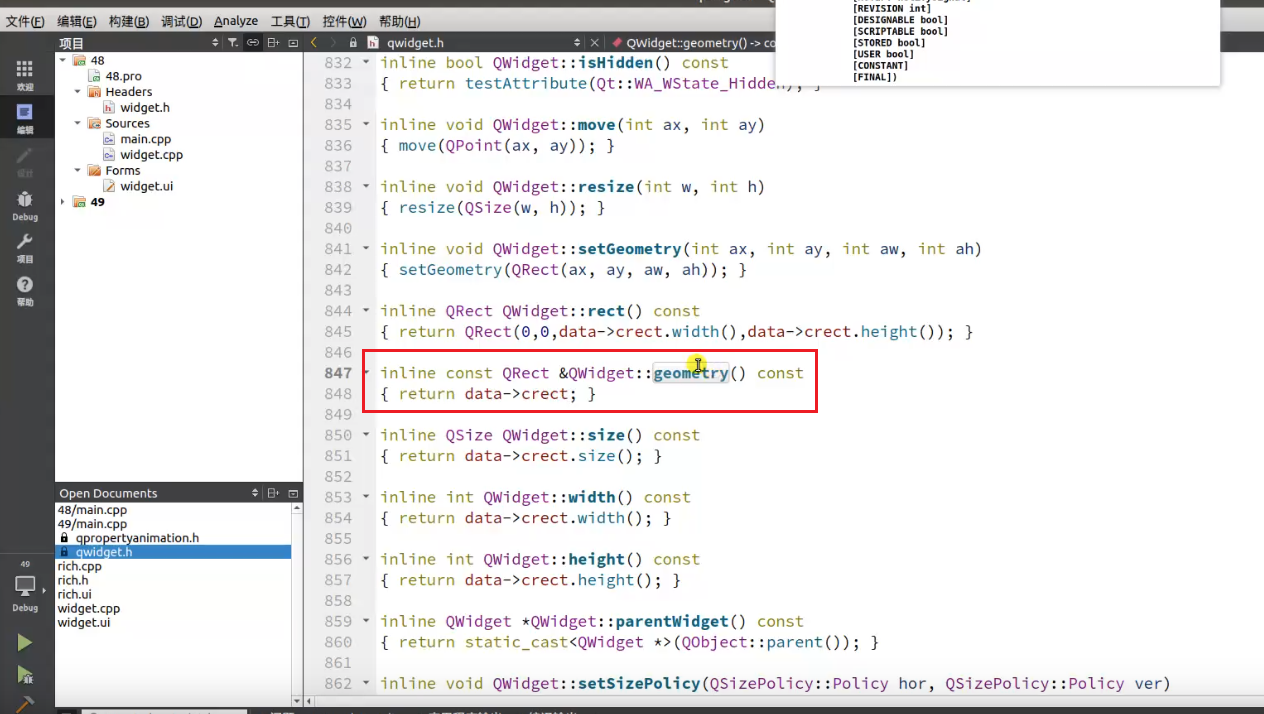 [REVISION int]
[DESIGNABLE bool]
[SCRIPTABLE bool]
[STORED bool]
[USER bool]
[CONSTANT]
[FINAL])
文件(F) 编辑(E) 构建(B) 调试(D) Analyze 工具(T) 控件(W) 帮助(H)
项目
qwidget.h
QWidget::geometry() -> co
欢迎
编辑
Debug
项目
帮助
48
48.pro
Headers
widget.h
Sources
main.cpp
widget.cpp
Forms
widget.ui
49
832 inline bool QWidget::isHidden() const
833 { return testAttribute(Qt::WA_WState_Hidden); }
834
835 inline void QWidget::move(int ax, int ay)
836 { move(QPoint(ax, ay)); }
837
838 inline void QWidget::resize(int w, int h)
839 { resize(QSize(w, h)); }
840
841 inline void QWidget::setGeometry(int ax, int ay, int aw, int ah)
842 { setGeometry(QRect(ax, ay, aw, ah)); }
843
844 inline QRect QWidget::rect() const
845 { return QRect(0,0,data->crect.width(),data->crect.height()); }
846
847 inline const QRect &QWidget::geometry() const
848 { return data->crect; }
849
850 inline QSize QWidget::size() const
851 { return data->crect.size(); }
852
853 inline int QWidget::width() const
854 { return data->crect.width(); }
855
856 inline int QWidget::height() const
857 { return data->crect.height(); }
858
859 inline QWidget *QWidget::parentWidget() const
860 { return static_cast<QWidget *>(QObject::parent()); }
861
862 inline void QWidget::setSizePolicy(QSizePolicy::Policy hor, QSizePolicy::Policy ver)
Open Documents
48/main.cpp
49/main.cpp
qpropertyanimation.h
qwidget.h
rich.cpp
rich.h
rich.ui
widget.cpp
widget.ui
49
Debug